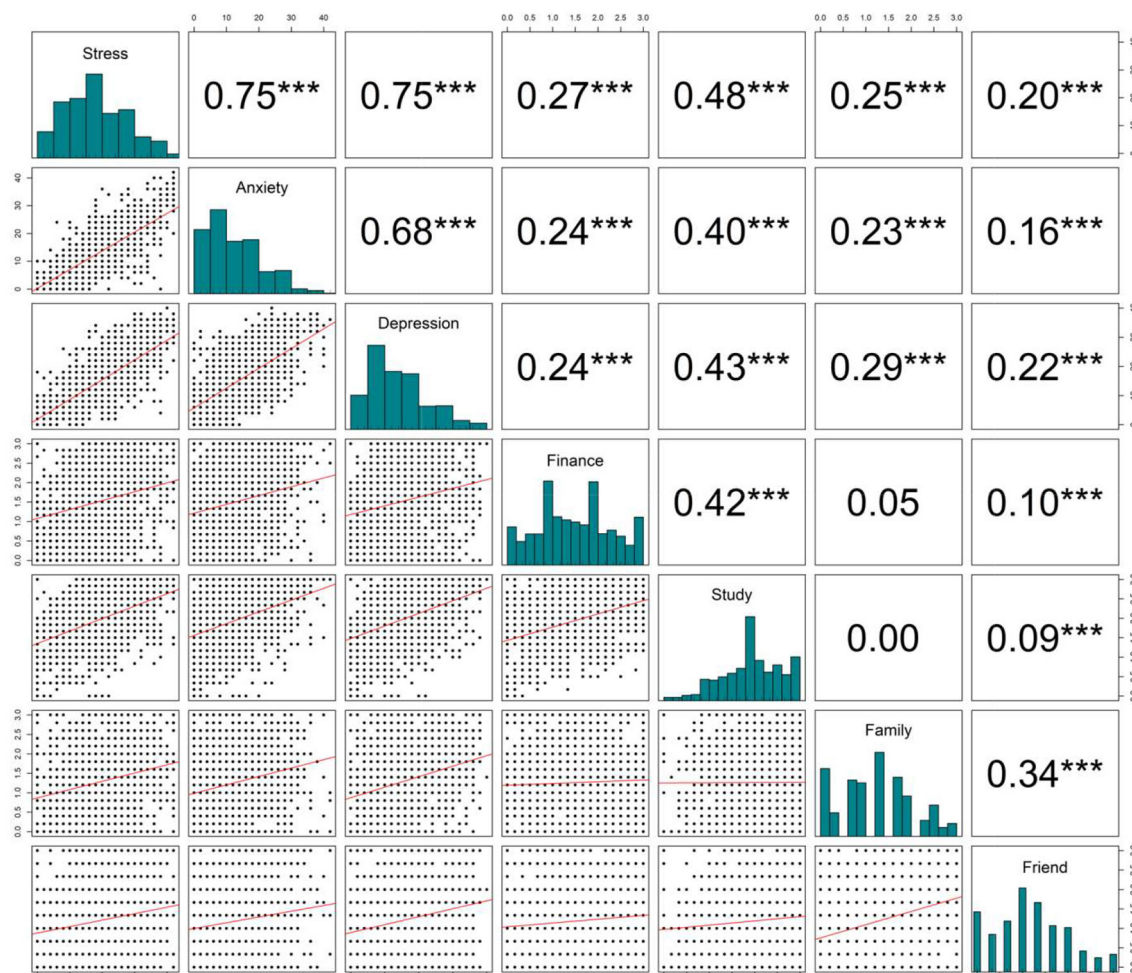 0 10 20 30 40 0.0 0.5 1.0 1.5 2.0 2.5 3.0 0.0 0.5 1.0 1.5 2.0 2.5 3.0
Stress 0.75*** 0.75*** 0.27*** 0.48*** 0.25*** 0.20***
0 10 20 30 40 Anxiety 0.68*** 0.24*** 0.40*** 0.23*** 0.16***
Depression 0.24*** 0.43*** 0.29*** 0.22***
0.0 0.5 1.0 1.5 2.0 2.5 3.0 Finance 0.42*** 0.05 0.10***
Study 0.00 0.09***
0.0 0.5 1.0 1.5 2.0 2.5 3.0 Family 0.34***
Friend